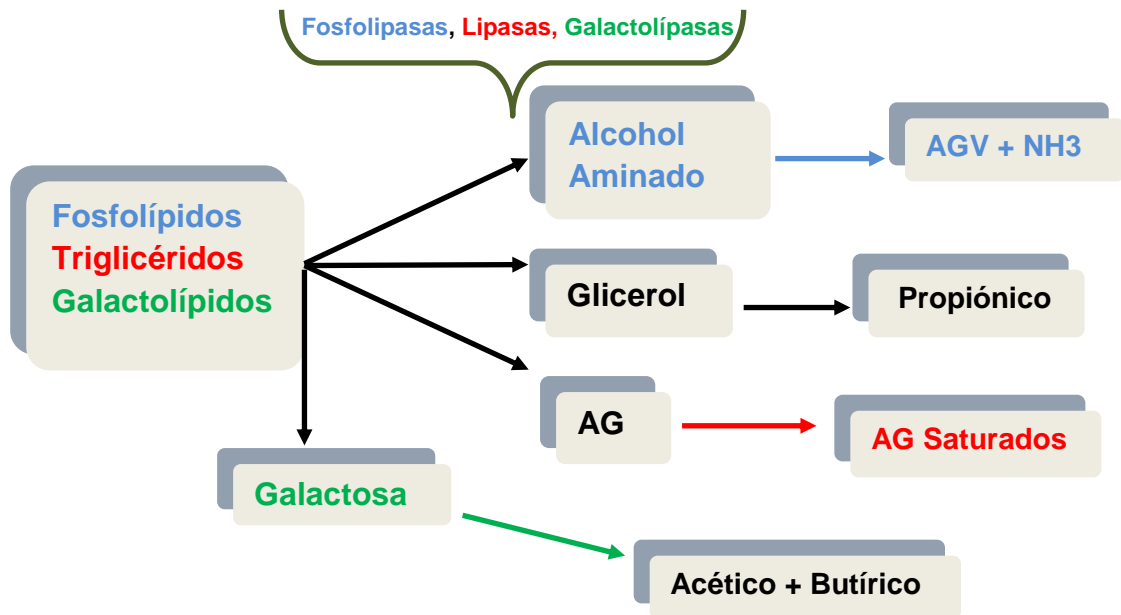 Fosfolipasas, Lipasas, Galactolípasas
Alcohol
Aminado
AGV + NH3
Fosfolípidos
Triglicéridos
Galactolípidos
Glicerol
Propiónico
AG
AG Saturados
Galactosa
Acético + Butírico